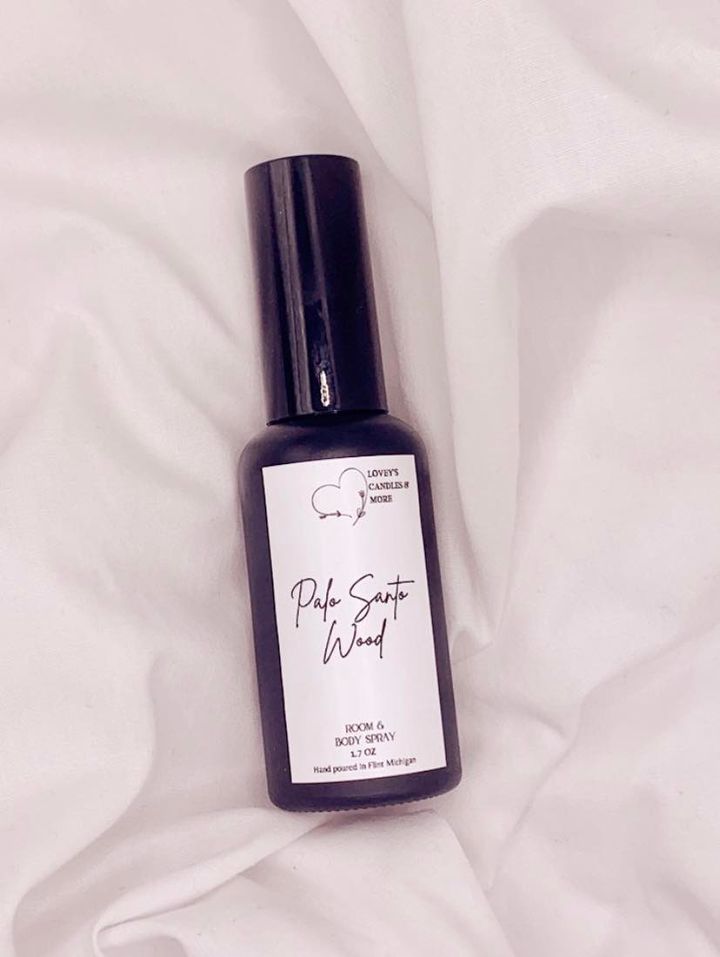 LOVEY'S
CANDLES &
MORE
Palo Santo
Wood
ROOM &
BODY SPRAY
1.7 OZ
Hand poured in Flint Michigan